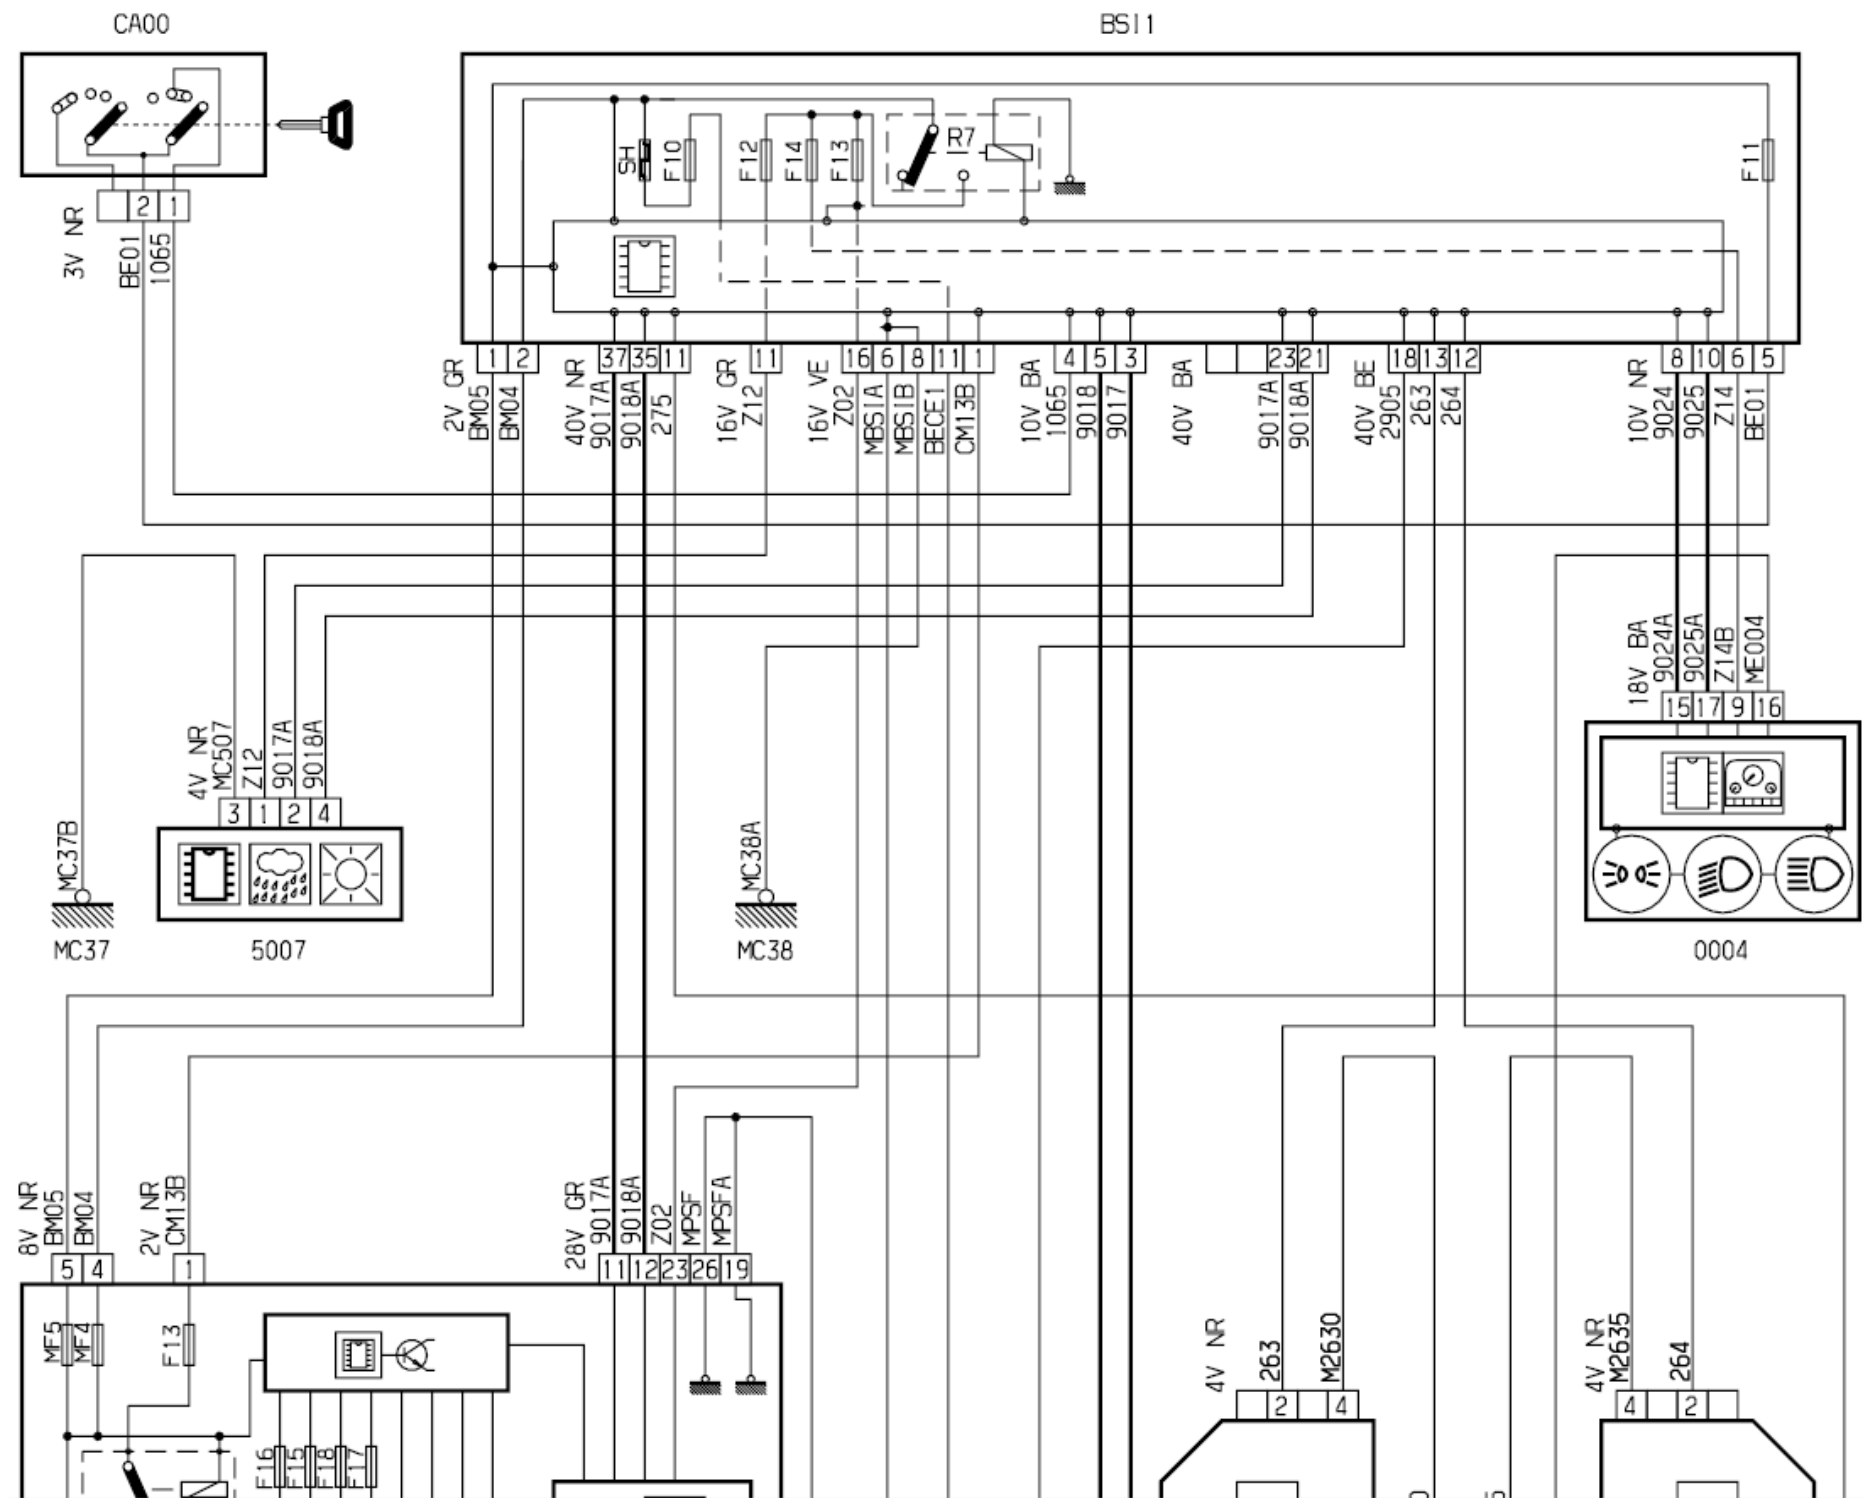 CA00
BSI1
SH
F10
F12
F14
F13
R7
F11
2 1
3V NR
BE01
1065
1 2
37 35 11
11
16 6 8 11 1
4 5 3
23 21
18 13 12
8 10 6 5
2V GR
BM05
BM04
40V NR
9017A
9018A
275
16V GR
Z12
16V VE
Z02
MBSIA
MBSIB
BECE1
CM13B
10V BA
1065
9018
9017
40V BA
9017A
9018A
40V BE
2905
263
264
10V NR
9024
9025
Z14
BE01
18V BA
9024A
9025A
Z14B
ME004
15 17 9 16
4V NR
MC507
Z12
9017A
9018A
3 1 2 4
MC37B
MC38A
MC37
5007
MC38
0004
8V NR
BM05
BM04
2V NR
CM13B
28V GR
9017A
9018A
Z02
MPSF
MPSFA
5 4
1
11 12 23 26 19
MF5
MF4
F13
4V NR
263
M2630
4V NR
M2635
264
2 4
4 2
F16
F15
F18
F17